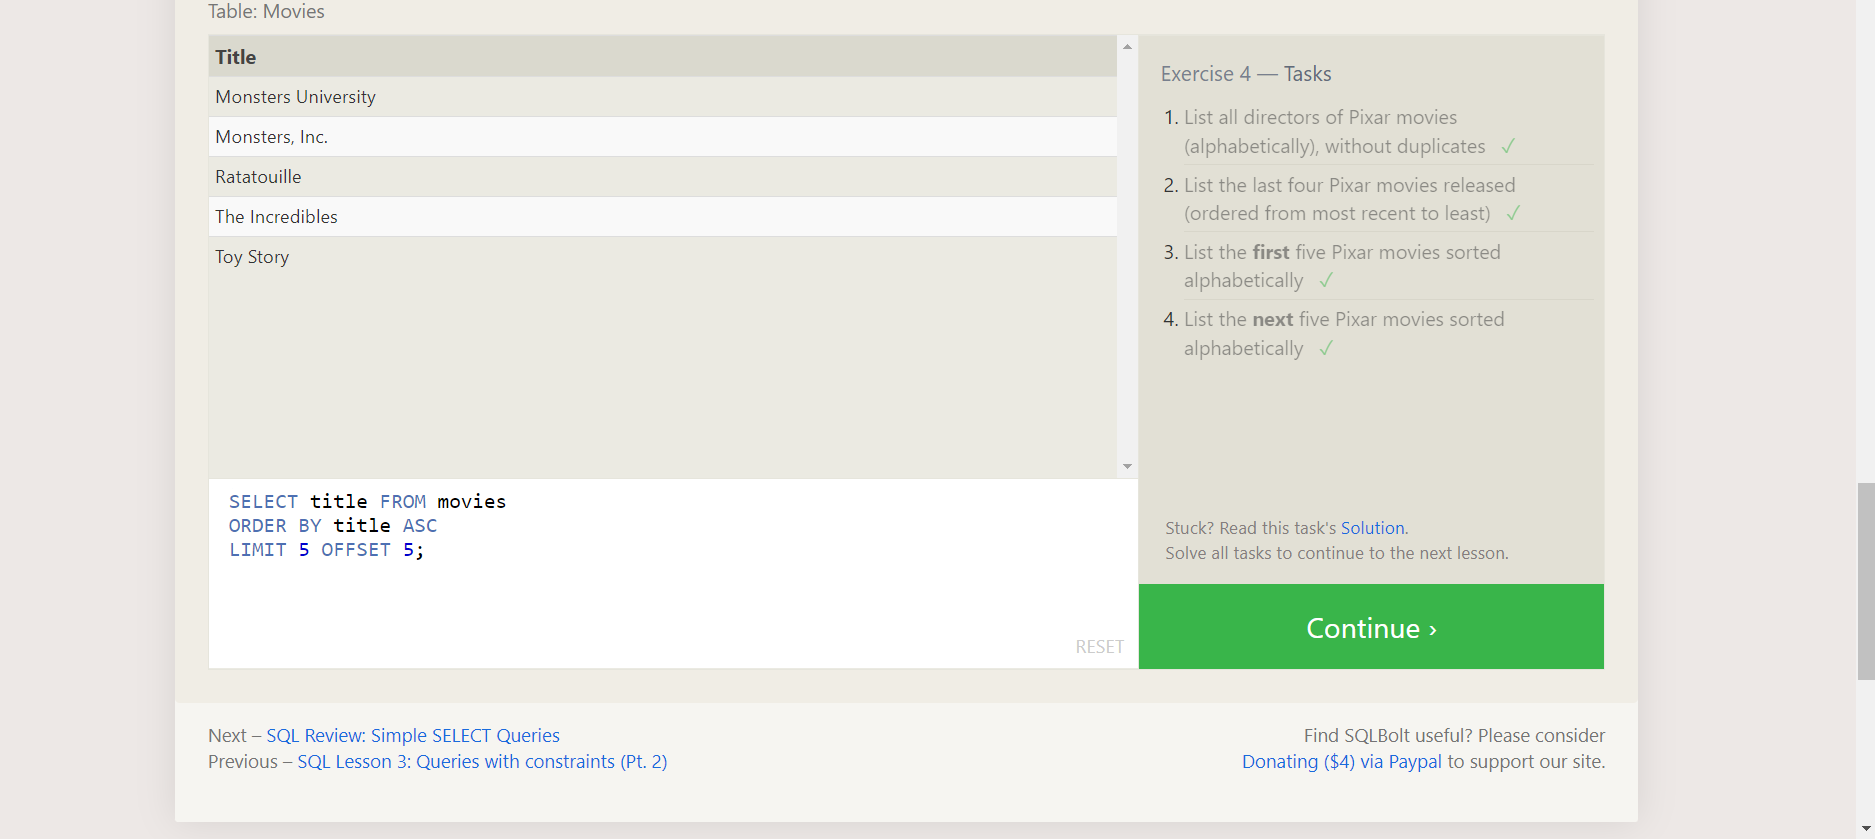 Table: Movies
Title
Monsters University
Monsters, Inc.
Ratatouille
The Incredibles
Toy Story
SELECT title FROM movies
ORDER BY title ASC
LIMIT 5 OFFSET 5;
RESET
Exercise 4 — Tasks
1. List all directors of Pixar movies
(alphabetically), without duplicates ✓
2. List the last four Pixar movies released
(ordered from most recent to least) ✓
3. List the first five Pixar movies sorted
alphabetically ✓
4. List the next five Pixar movies sorted
alphabetically ✓
Stuck? Read this task's Solution.
Solve all tasks to continue to the next lesson.
Continue ›
Next – SQL Review: Simple SELECT Queries
Previous – SQL Lesson 3: Queries with constraints (Pt. 2)
Find SQLBolt useful? Please consider
Donating ($4) via Paypal to support our site.